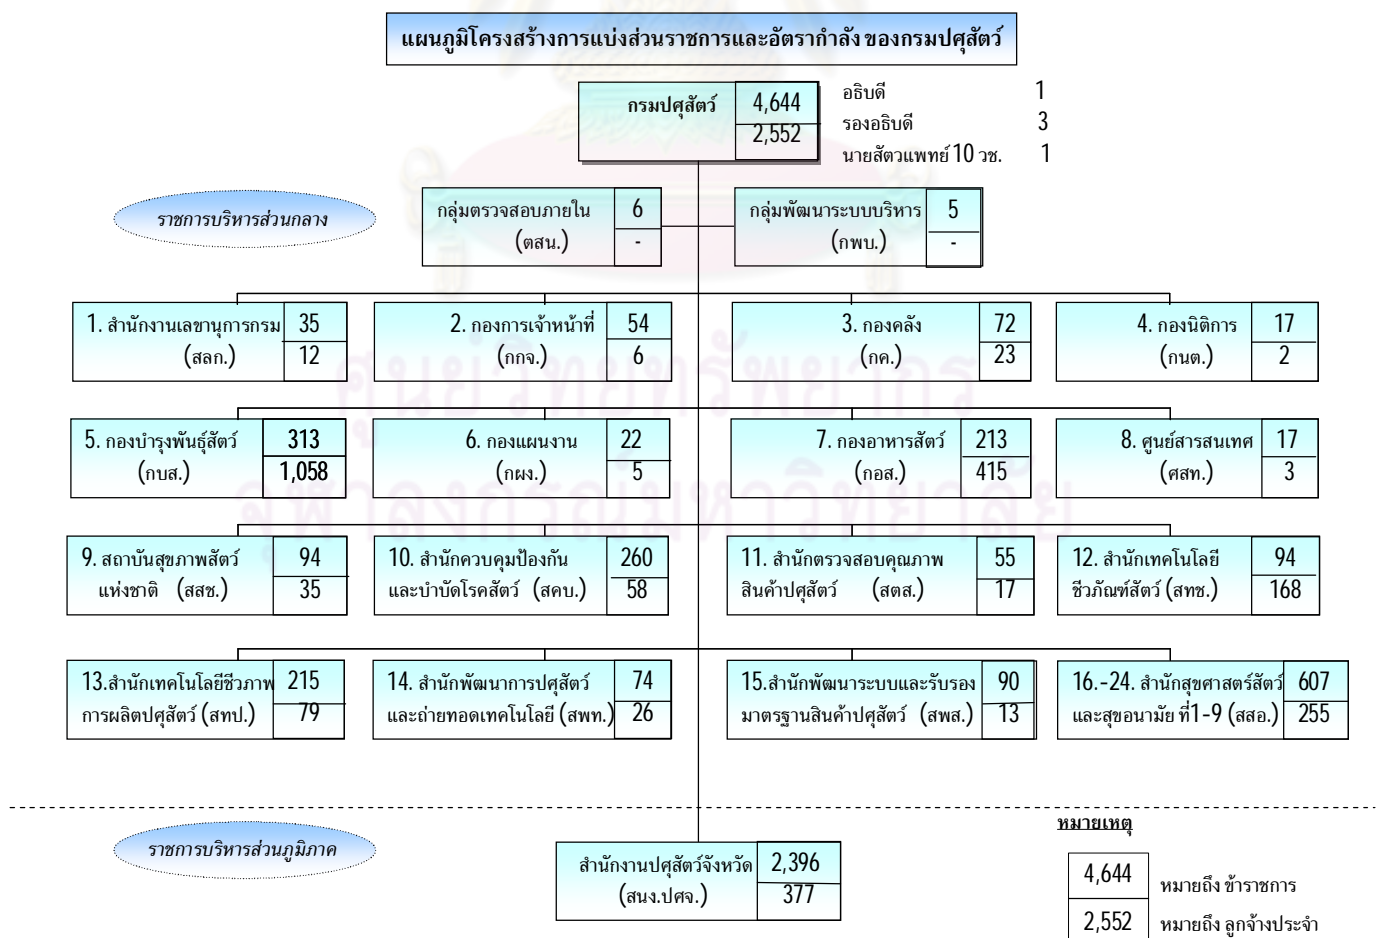 แผนภูมิโครงสร้างการแบ่งส่วนราชการและอัตรากำลัง ของกรมปศุสัตว์
กรมปศุสัตว์ 4,644
2,552
อธิบดี 1
รองอธิบดี 3
นายสัตวแพทย์ 10 วช. 1
ราชการบริหารส่วนกลาง
กลุ่มตรวจสอบภายใน 6
(ตสน.) -
กลุ่มพัฒนาระบบบริหาร 5
(กพบ.) -
1. สำนักงานเลขานุการกรม 35
(สลก.) 12
2. กองการเจ้าหน้าที่ 54
(กกจ.) 6
3. กองคลัง 72
(กค.) 23
4. กองนิติการ 17
(กนต.) 2
5. กองบำรุงพันธุ์สัตว์ 313
(กบส.) 1,058
6. กองแผนงาน 22
(กผง.) 5
7. กองอาหารสัตว์ 213
(กอส.) 415
8. ศูนย์สารสนเทศ 17
(ศสท.) 3
9. สถาบันสุขภาพสัตว์ 94
แห่งชาติ (สสช.) 35
10. สำนักควบคุมป้องกัน 260
และบำบัดโรคสัตว์ (สคบ.) 58
11. สำนักตรวจสอบคุณภาพ 55
สินค้าปศุสัตว์ (สตส.) 17
12. สำนักเทคโนโลยี 94
ชีวภัณฑ์สัตว์ (สทช.) 168
13.สำนักเทคโนโลยีชีวภาพ 215
การผลิตปศุสัตว์ (สทป.) 79
14. สำนักพัฒนาการปศุสัตว์ 74
และถ่ายทอดเทคโนโลยี (สพท.) 26
15.สำนักพัฒนาระบบและรับรอง 90
มาตรฐานสินค้าปศุสัตว์ (สพส.) 13
16.-24. สำนักสุขศาสตร์สัตว์ 607
และสุขอนามัย ที่1-9 (สสอ.) 255
ศูนย์วิทยทรัพยากร
จุฬาลงกรณ์มหาวิทยาลัย
ราชการบริหารส่วนภูมิภาค
สำนักงานปศุสัตว์จังหวัด 2,396
(สนง.ปศจ.) 377
หมายเหตุ
4,644 หมายถึง ข้าราชการ
2,552 หมายถึง ลูกจ้างประจำ